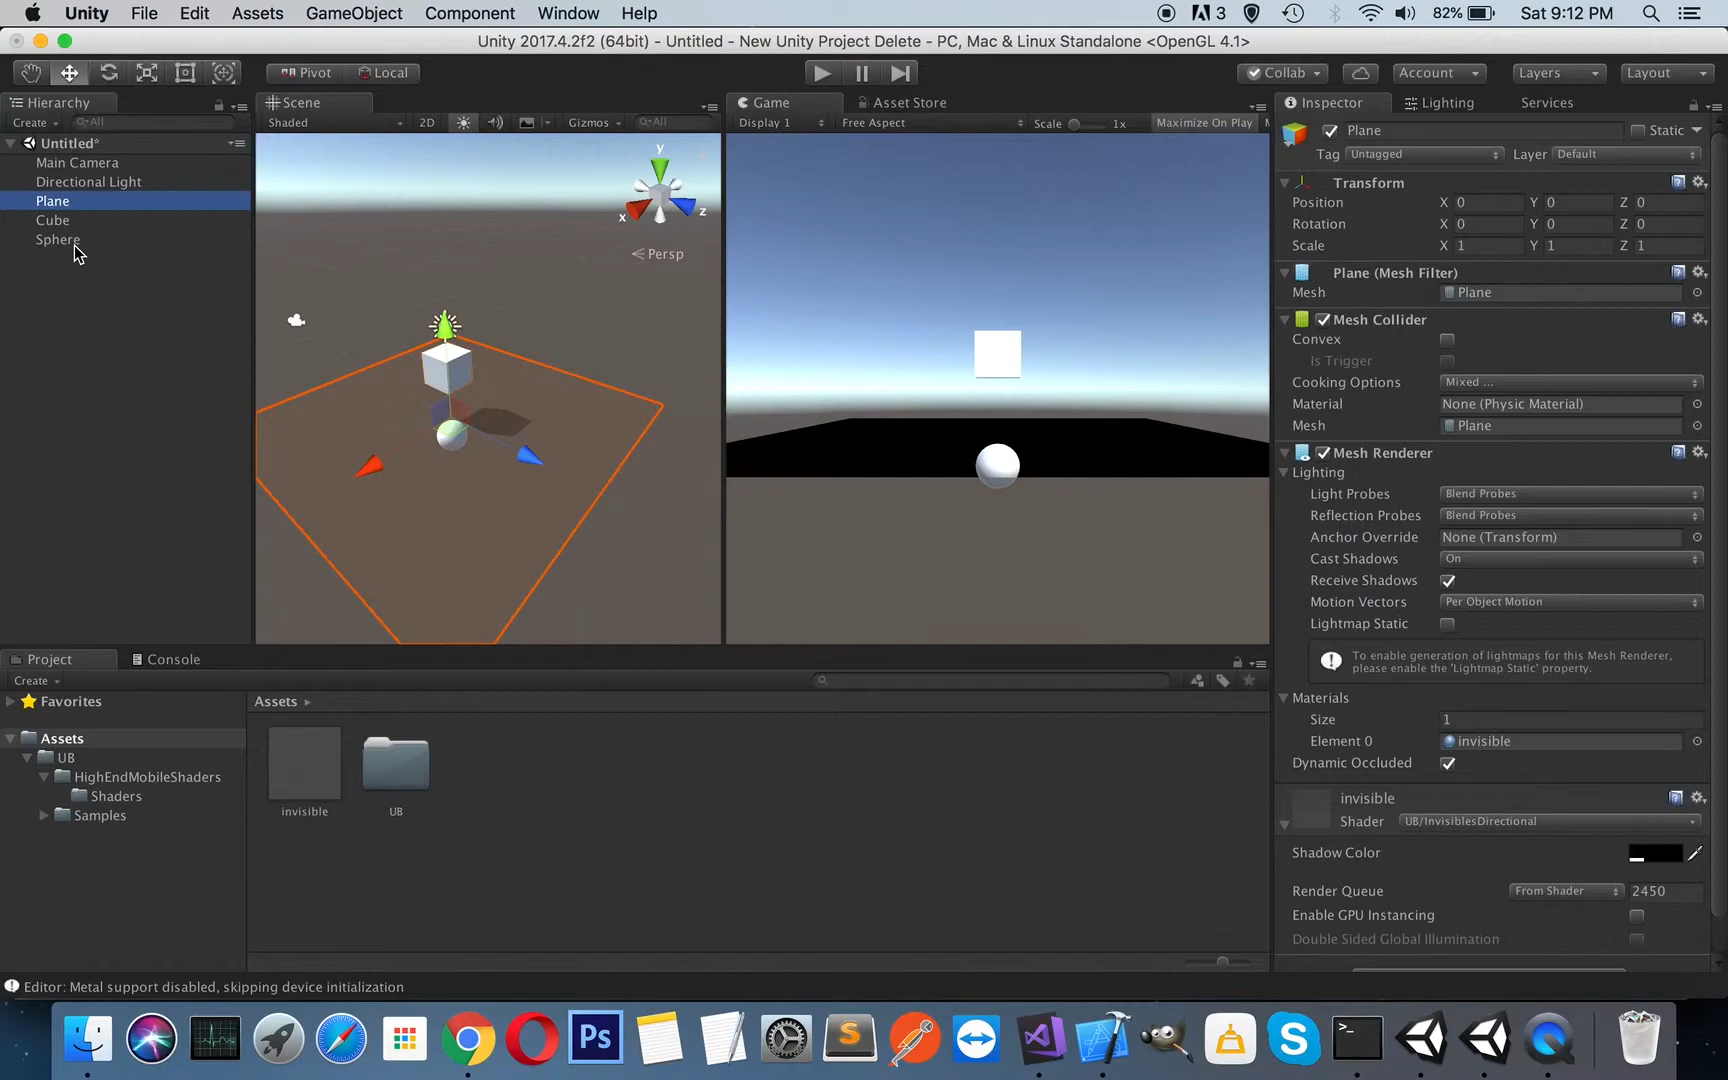 Unity File Edit Assets GameObject Component Window Help 3 82% Sat 9:12 PM
Unity 2017.4.2f2 (64bit) - Untitled - New Unity Project Delete - PC, Mac & Linux Standalone <OpenGL 4.1>
Pivot Local Collab Account Layers Layout
Hierarchy
Create All
Untitled*
Main Camera
Directional Light
Plane
Cube
Sphere
Scene
Shaded 2D Gizmos All
y
x z
Persp
Game Asset Store
Display 1 Free Aspect Scale 1x Maximize On Play
Inspector Lighting Services
Plane Static
Tag Untagged Layer Default
Transform
Position X 0 Y 0 Z 0
Rotation X 0 Y 0 Z 0
Scale X 1 Y 1 Z 1
Plane (Mesh Filter)
Mesh Plane
Mesh Collider
Convex
Is Trigger
Cooking Options Mixed ...
Material None (Physic Material)
Mesh Plane
Mesh Renderer
Lighting
Light Probes Blend Probes
Reflection Probes Blend Probes
Anchor Override None (Transform)
Cast Shadows On
Receive Shadows
Motion Vectors Per Object Motion
Lightmap Static
To enable generation of lightmaps for this Mesh Renderer,
please enable the 'Lightmap Static' property.
Materials
Size 1
Element 0 invisible
Dynamic Occluded
invisible
Shader UB/InvisiblesDirectional
Shadow Color
Render Queue From Shader 2450
Enable GPU Instancing
Double Sided Global Illumination
Project Console
Create
Favorites
Assets
UB
HighEndMobileShaders
Shaders
Samples
Assets
invisible UB
Editor: Metal support disabled, skipping device initialization
Ps S S